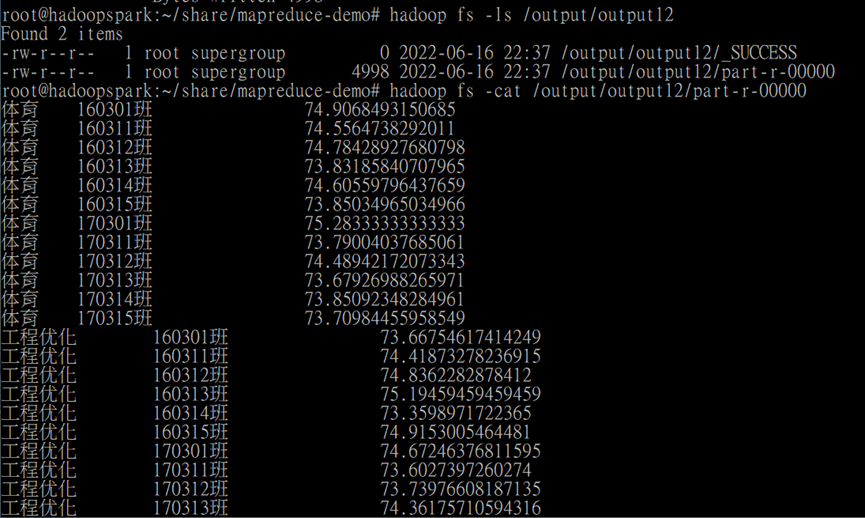 Bytes Written 4998
root@hadoopspark:~/share/mapreduce-demo# hadoop fs -ls /output/output12
Found 2 items
-rw-r--r--   1 root supergroup          0 2022-06-16 22:37 /output/output12/_SUCCESS
-rw-r--r--   1 root supergroup       4998 2022-06-16 22:37 /output/output12/part-r-00000
root@hadoopspark:~/share/mapreduce-demo# hadoop fs -cat /output/output12/part-r-00000
体育 160301班 74.9068493150685
体育 160311班 74.5564738292011
体育 160312班 74.78428927680798
体育 160313班 73.83185840707965
体育 160314班 74.60559796437659
体育 160315班 73.85034965034966
体育 170301班 75.28333333333333
体育 170311班 73.79004037685061
体育 170312班 74.48942172073343
体育 170313班 73.67926988265971
体育 170314班 73.85092348284961
体育 170315班 73.70984455958549
工程优化 160301班 73.66754617414249
工程优化 160311班 74.41873278236915
工程优化 160312班 74.8362282878412
工程优化 160313班 75.19459459459459
工程优化 160314班 73.3598971722365
工程优化 160315班 74.9153005464481
工程优化 170301班 74.67246376811595
工程优化 170311班 73.6027397260274
工程优化 170312班 73.73976608187135
工程优化 170313班 74.36175710594316